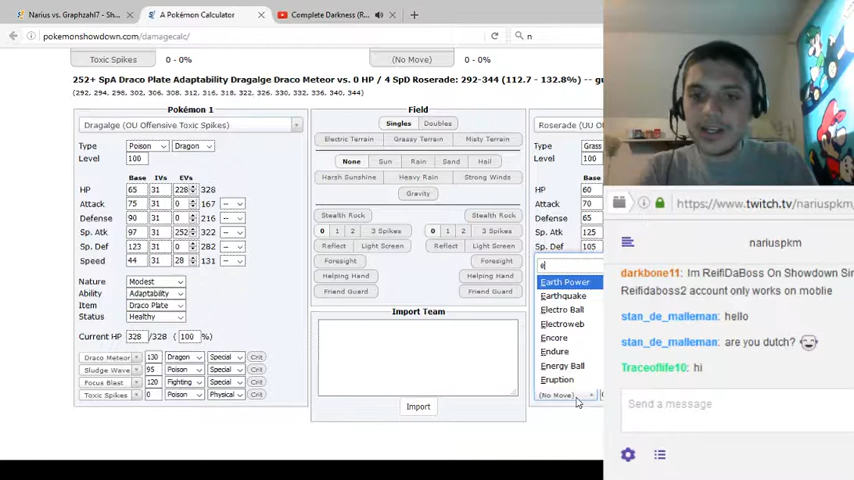 Narius vs. Graphzahl7 - Sh
A Pokémon Calculator
Complete Darkness (R
pokemonshowdown.com/damagecalc/
n
Toxic Spikes 0 - 0%
(No Move) 0 - 0%
252+ SpA Draco Plate Adaptability Dragalge Draco Meteor vs. 0 HP / 4 SpD Roserade: 292-344 (112.7 - 132.8%) -- gu
(292, 294, 298, 302, 306, 308, 312, 316, 318, 322, 326, 330, 332, 336, 340, 344)
Pokémon 1
Dragalge (OU Offensive Toxic Spikes)
Type Poison Dragon
Level 100
Base IVs EVs
HP 65 31 228 328
Attack 75 31 0 167 --
Defense 90 31 0 216 --
Sp. Atk 97 31 252 322 --
Sp. Def 123 31 0 282 --
Speed 44 31 28 131 --
Nature Modest
Ability Adaptability
Item Draco Plate
Status Healthy
Current HP 328 /328 ( 100 %)
Draco Meteor 130 Dragon Special Crit
Sludge Wave 95 Poison Special Crit
Focus Blast 120 Fighting Special Crit
Toxic Spikes 0 Poison Physical Crit
Field
Singles Doubles
Electric Terrain Grassy Terrain Misty Terrain
None Sun Rain Sand Hail
Harsh Sunshine Heavy Rain Strong Winds
Gravity
Stealth Rock Stealth Rock
0 1 2 3 Spikes 0 1 2 3 Spikes
Reflect Light Screen Reflect Light Screen
Foresight Foresight
Helping Hand Helping Hand
Friend Guard Friend Guard
Import Team
Import
Roserade (UU O
Type Grass
Level 100
Base
HP 60
Attack 70
Defense 65
Sp. Atk 125
Sp. Def 105
e
Earth Power
Earthquake
Electro Ball
Electroweb
Encore
Endure
Energy Ball
Eruption
(No Move)
https://www.twitch.tv/nariuspkm
nariuspkm
darkbone11: Im ReifiDaBoss On Showdown Sin
Reifidaboss2 account only works on moblie
stan_de_malleman: hello
stan_de_malleman: are you dutch?
Traceoflife10: hi
Send a message